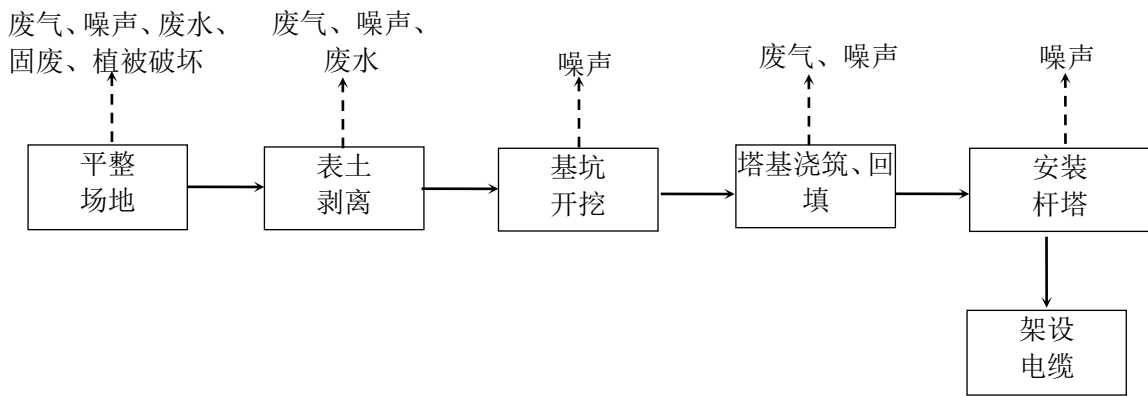 废气、噪声、废水、
固废、植被破坏
废气、噪声、
废水
噪声
废气、噪声
噪声
平整
场地
表土
剥离
基坑
开挖
塔基浇筑、回
填
安装
杆塔
架设
电缆